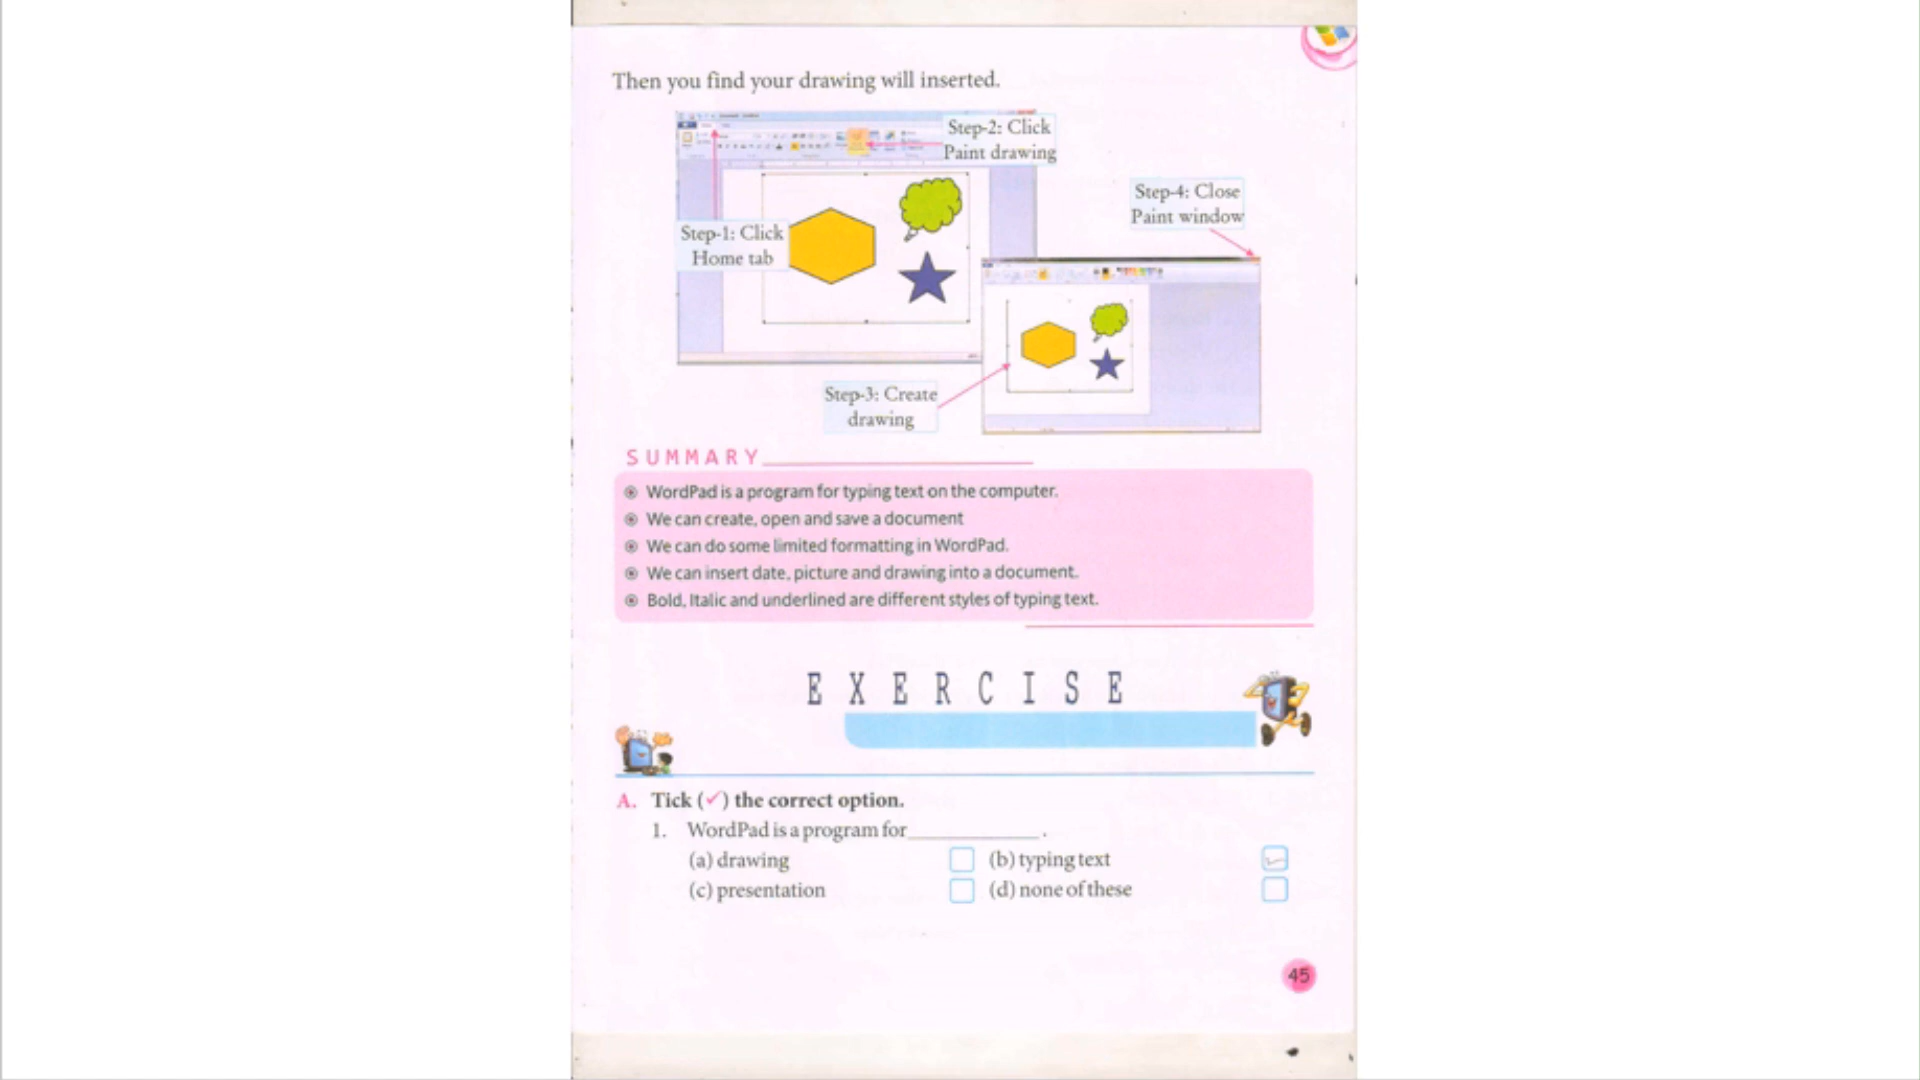 Then you find your drawing will inserted.
Step-2: Click
Paint drawing
Step-4: Close
Paint window
Step-1: Click
Home tab
Step-3: Create
drawing
SUMMARY
WordPad is a program for typing text on the computer.
We can create, open and save a document
We can do some limited formatting in WordPad.
We can insert date, picture and drawing into a document.
Bold, Italic and underlined are different styles of typing text.
EXERCISE
A. Tick (✓) the correct option.
1. WordPad is a program for____________.
(a) drawing (b) typing text ✓
(c) presentation (d) none of these
45